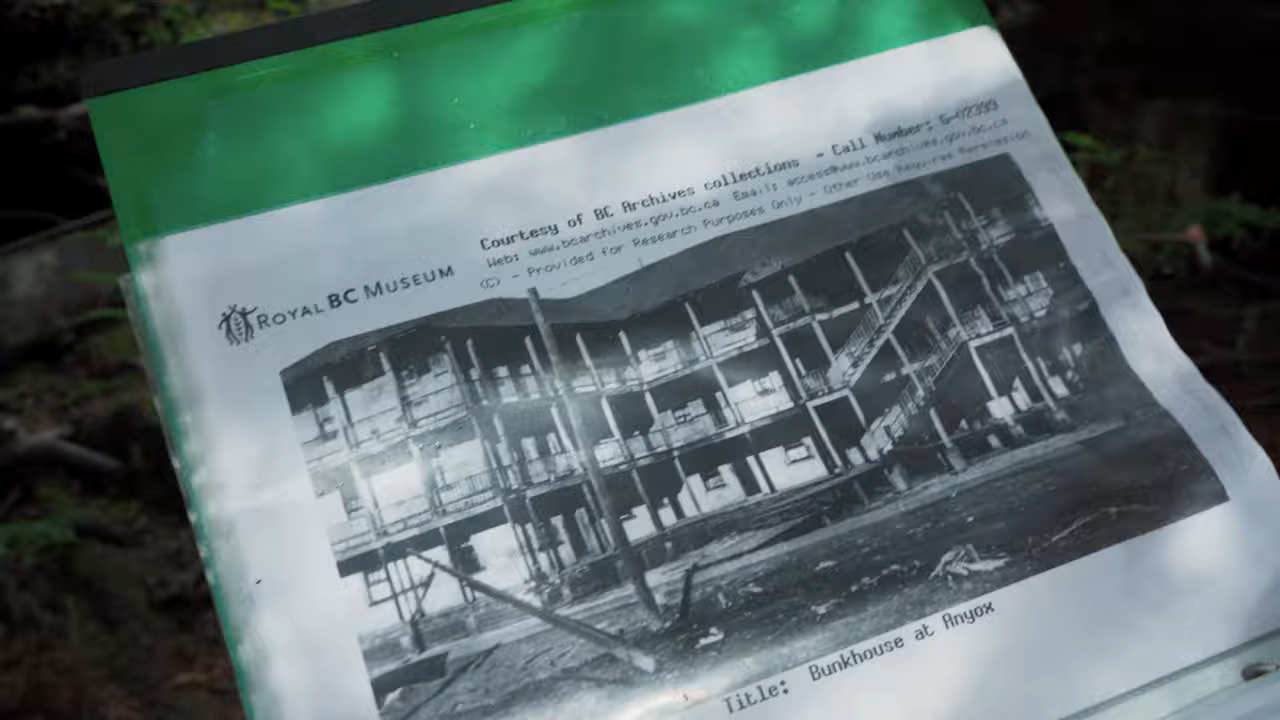 Courtesy of BC Archives collections - Call Number: G-02399
Web: www.bcarchives.gov.bc.ca Email: access@www.bcarchives.gov.bc.ca
(C) - Provided for Research Purposes Only - Other Use Requires Permission
ROYAL BC MUSEUM
Title: Bunkhouse at Anyox